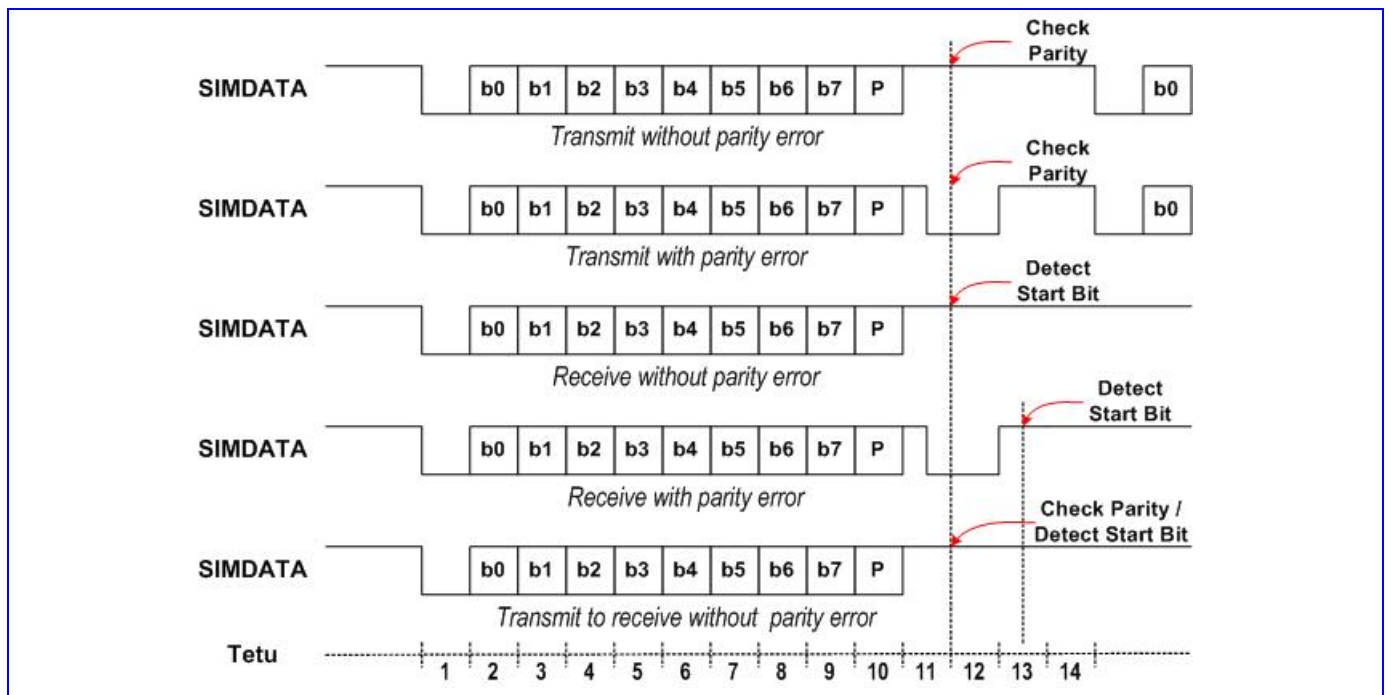 Check
Parity
SIMDATA b0 b1 b2 b3 b4 b5 b6 b7 P b0
Transmit without parity error
Check
Parity
SIMDATA b0 b1 b2 b3 b4 b5 b6 b7 P b0
Transmit with parity error
Detect
Start Bit
SIMDATA b0 b1 b2 b3 b4 b5 b6 b7 P
Receive without parity error
Detect
Start Bit
SIMDATA b0 b1 b2 b3 b4 b5 b6 b7 P
Receive with parity error
Check Parity /
Detect Start Bit
SIMDATA b0 b1 b2 b3 b4 b5 b6 b7 P
Transmit to receive without parity error
Tetu 1 2 3 4 5 6 7 8 9 10 11 12 13 14